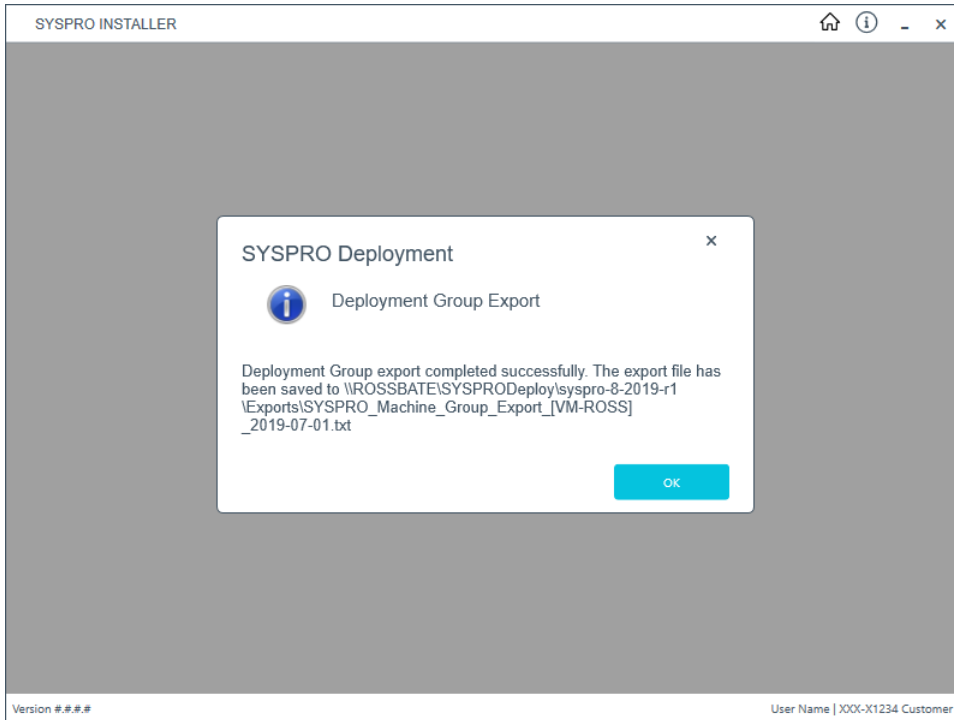 SYSPRO INSTALLER
SYSPRO Deployment
Deployment Group Export
Deployment Group export completed successfully. The export file has
been saved to \\ROSSBATE\SYSPRODeploy\syspro-8-2019-r1
\Exports\SYSPRO_Machine_Group_Export_[VM-ROSS]
_2019-07-01.txt
OK
Version #.#.#.#
User Name | XXX-X1234 Customer